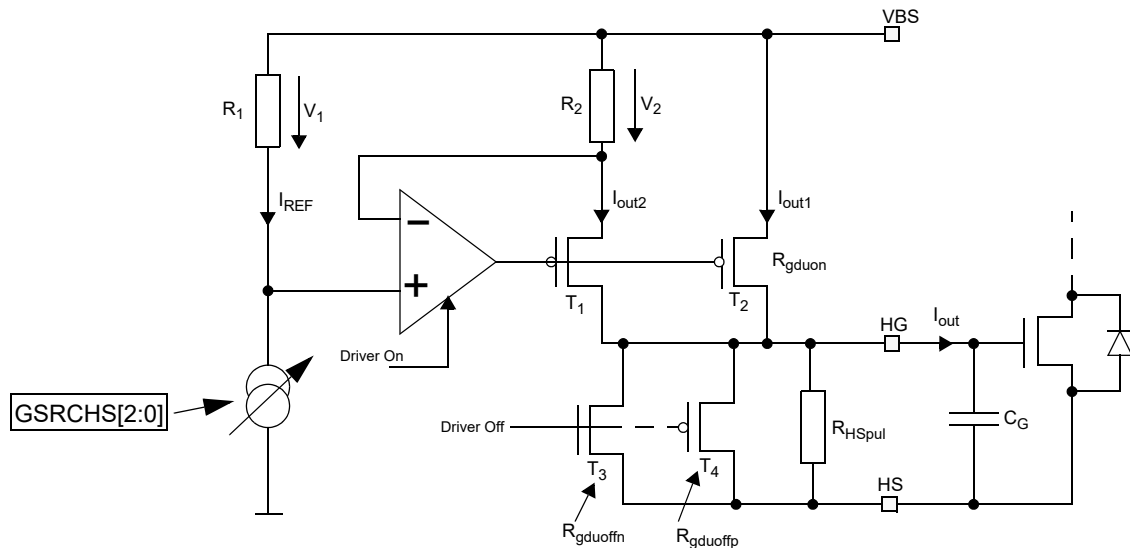 VBS
R1
V1
R2
V2
IREF
Iout2
Iout1
−
+
Rgduon
T1
T2
HG
Iout
Driver On
GSRCHS[2:0]
Driver Off
RHSpul
CG
T3
T4
HS
Rgduoffn
Rgduoffp